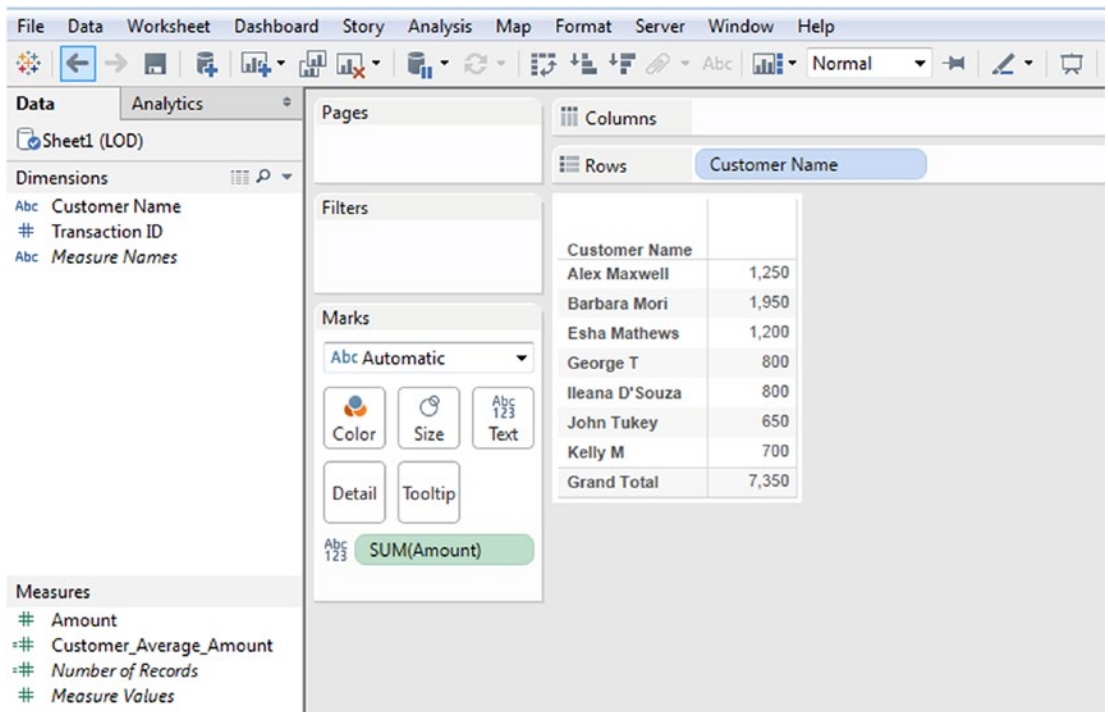 File Data Worksheet Dashboard Story Analysis Map Format Server Window Help
Abc Normal
Data Analytics
Sheet1 (LOD)
Dimensions
Abc Customer Name
# Transaction ID
Abc Measure Names
Measures
# Amount
=# Customer_Average_Amount
=# Number of Records
# Measure Values
Pages
Filters
Marks
Abc Automatic
Color
Size
Abc
123
Text
Detail
Tooltip
Abc
123
SUM(Amount)
Columns
Rows Customer Name
Customer Name
Alex Maxwell 1,250
Barbara Mori 1,950
Esha Mathews 1,200
George T 800
Ileana D'Souza 800
John Tukey 650
Kelly M 700
Grand Total 7,350